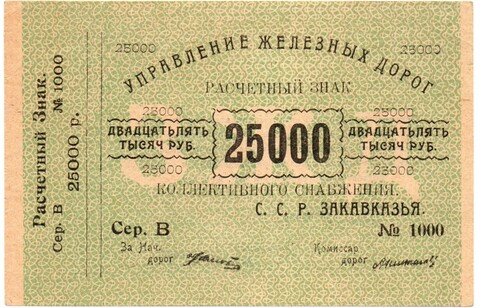 Расчетный Знак.
Сер. В № 1000
25000 р.
25000 25000
УПРАВЛЕНИЕ ЖЕЛЕЗНЫХ ДОРОГ
РАСЧЕТНЫЙ ЗНАК
25000 25000
ДВАДЦАТЬПЯТЬ ТЫСЯЧ РУБ.
25000
ДВАДЦАТЬПЯТЬ ТЫСЯЧ РУБ.
25000 25000
КОЛЛЕКТИВНОГО СНАБЖЕНИЯ.
С. С. Р. ЗАКАВКАЗЬЯ.
Сер. В № 1000
За Нач. дорог
Комиссар дорог